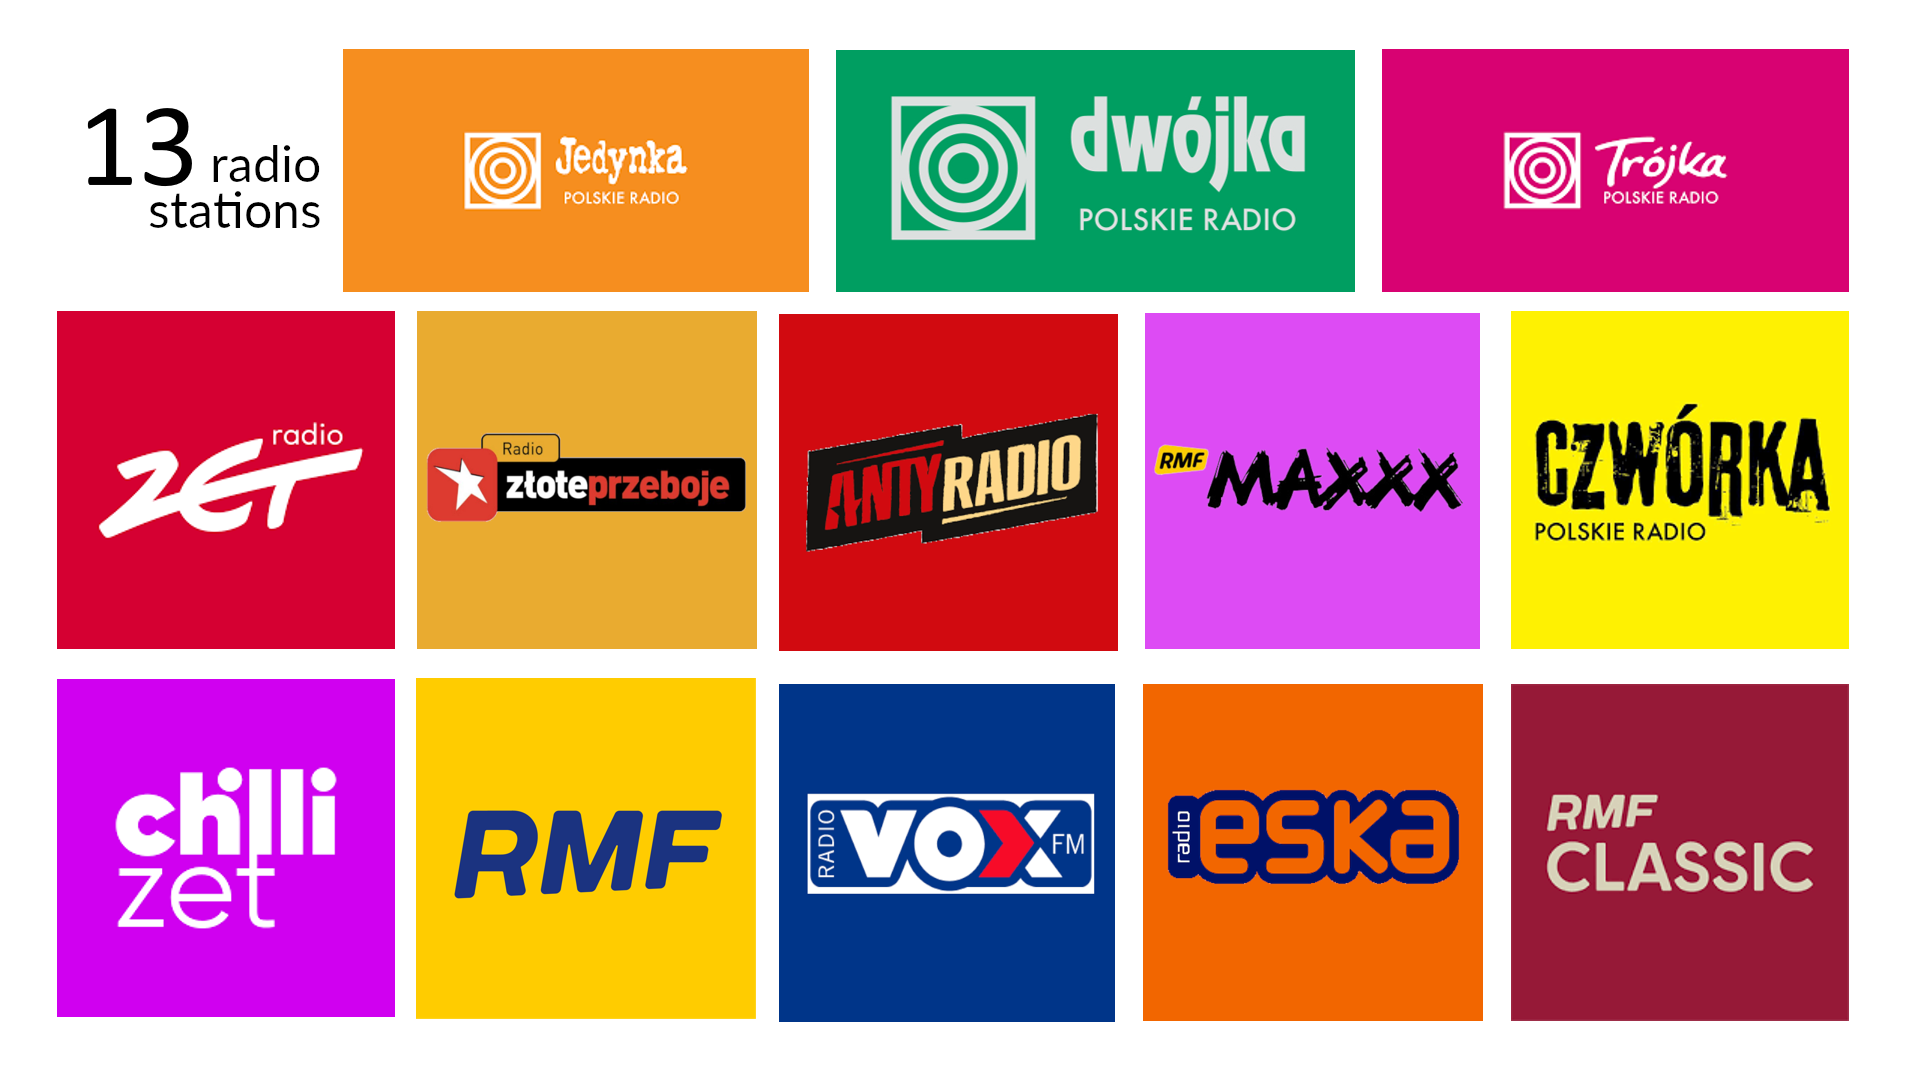 13 radio
stations
Jedynka
POLSKIE RADIO
dwójka
POLSKIE RADIO
Trójka
POLSKIE RADIO
radio
ZET
Radio
złoteprzeboje
ANTYRADIO
RMF MAXXX
CZWÓRKA
POLSKIE RADIO
chilli
zet
RMF
RADIO VOX FM
radio eska
RMF
CLASSIC